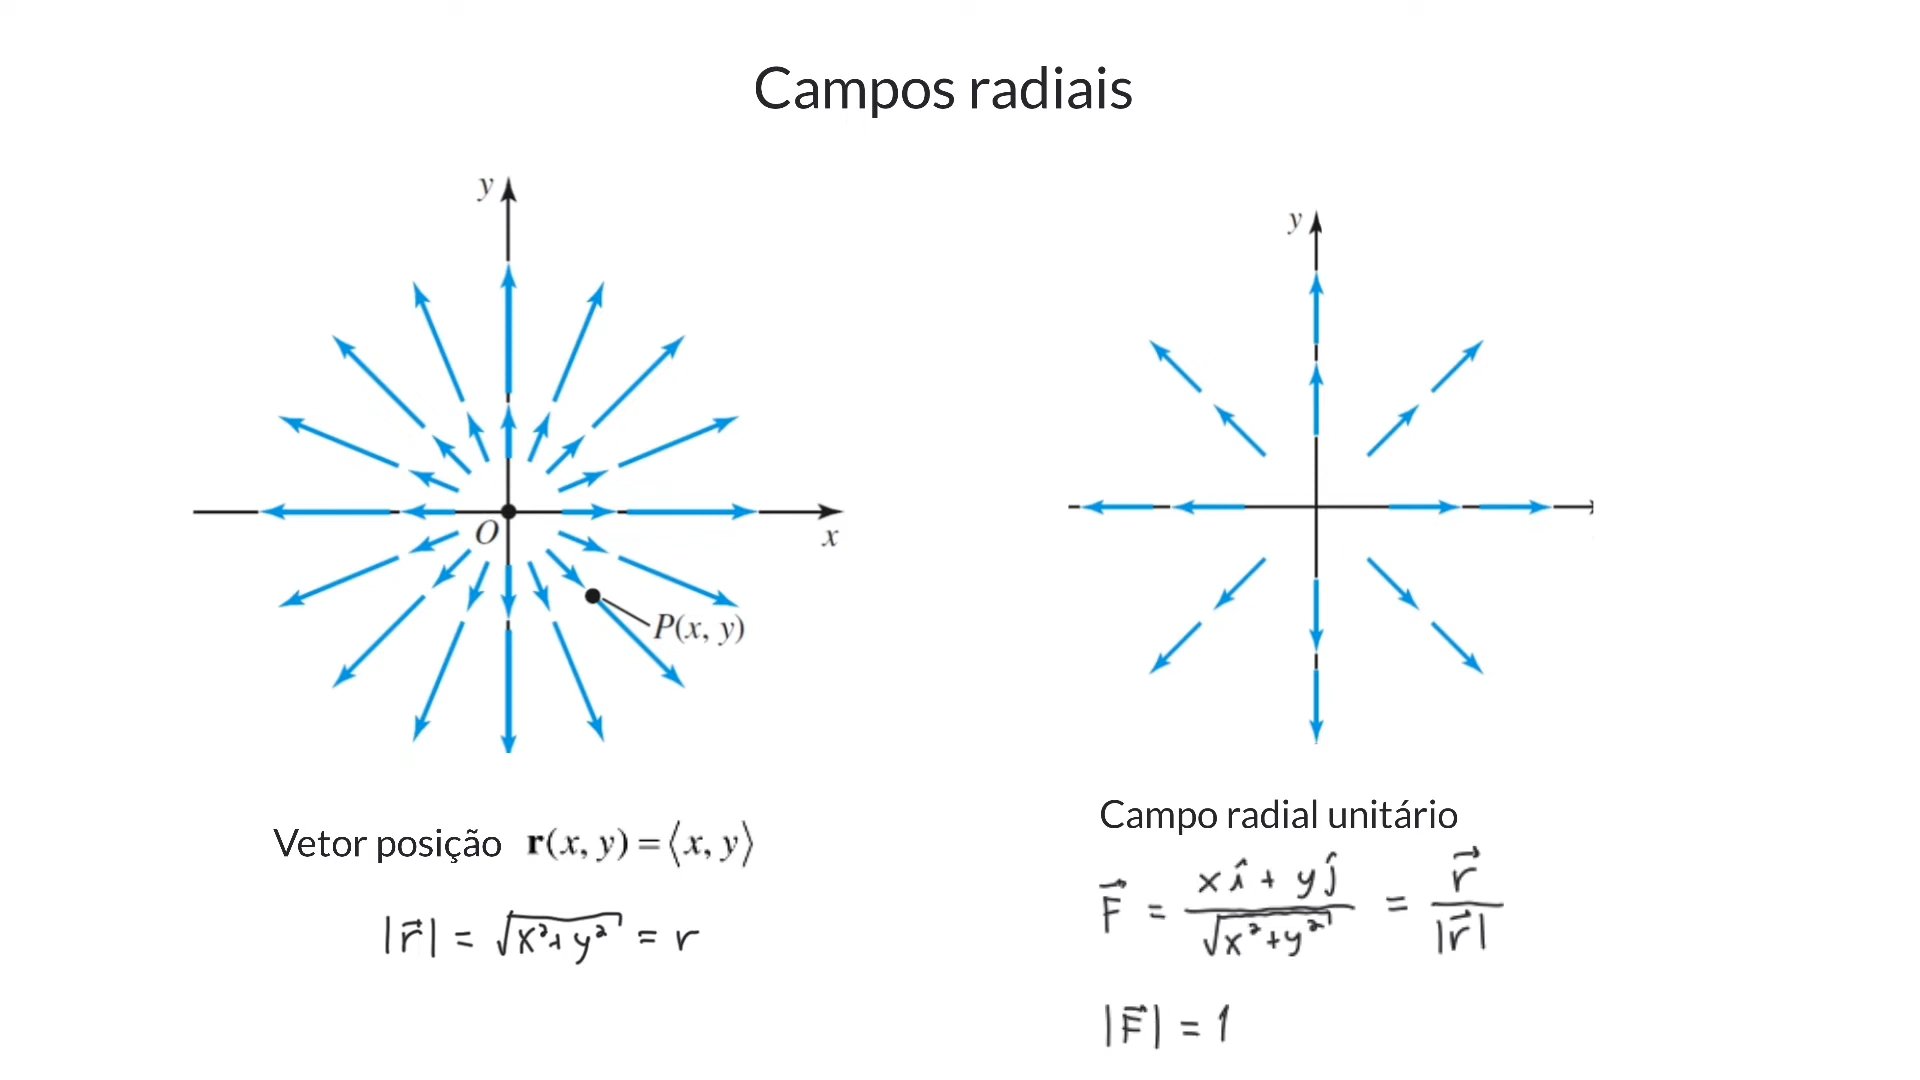 Campos radiais
y
x
O
P(x, y)
Vetor posição r(x, y) = ⟨x, y⟩
|r⃗| = √(x²+y²) = r
y
Campo radial unitário
F⃗ = (x î + y ĵ)/√(x²+y²) = r⃗/|r⃗|
|F⃗| = 1